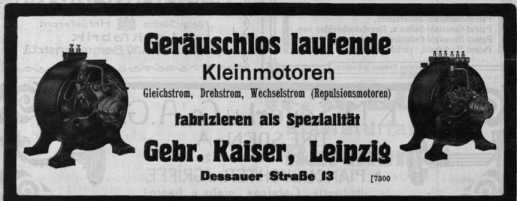 Geräuschlos laufende
Kleinmotoren
Gleichstrom, Drehstrom, Wechselstrom (Repulsionsmotoren)
fabrizieren als Spezialität
Gebr. Kaiser, Leipzig
Dessauer Straße 13 [7300